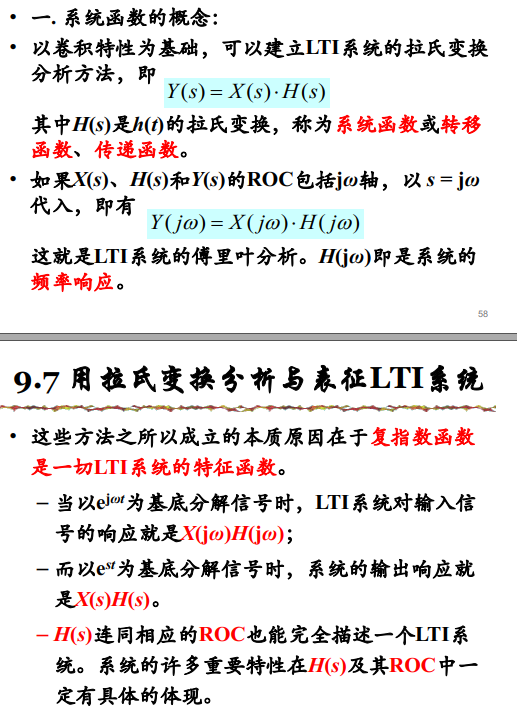 • 一. 系统函数的概念：
• 以卷积特性为基础，可以建立LTI系统的拉氏变换
分析方法，即
Y(s) = X(s)·H(s)
其中H(s)是h(t)的拉氏变换，称为系统函数或转移
函数、传递函数。
• 如果X(s)、H(s)和Y(s)的ROC包括jω轴，以 s = jω
代入，即有
Y(jω) = X(jω)·H(jω)
这就是LTI系统的傅里叶分析。H(jω)即是系统的
频率响应。
58
9.7 用拉氏变换分析与表征LTI系统
• 这些方法之所以成立的本质原因在于复指数函数
是一切LTI系统的特征函数。
– 当以e^{jωt}为基底分解信号时，LTI系统对输入信
号的响应就是X(jω)H(jω)；
– 而以e^{st}为基底分解信号时，系统的输出响应就
是X(s)H(s)。
– H(s)连同相应的ROC也能完全描述一个LTI系
统。系统的许多重要特性在H(s)及其ROC中一
定有具体的体现。